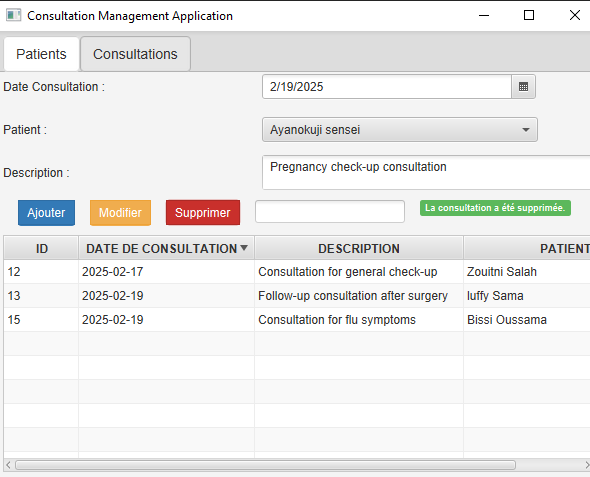 Consultation Management Application
Patients Consultations
Date Consultation : 2/19/2025
Patient : Ayanokuji sensei
Description : Pregnancy check-up consultation
Ajouter Modifier Supprimer La consultation a été supprimée.
ID DATE DE CONSULTATION DESCRIPTION PATIENT
12 2025-02-17 Consultation for general check-up Zouitni Salah
13 2025-02-19 Follow-up consultation after surgery luffy Sama
15 2025-02-19 Consultation for flu symptoms Bissi Oussama